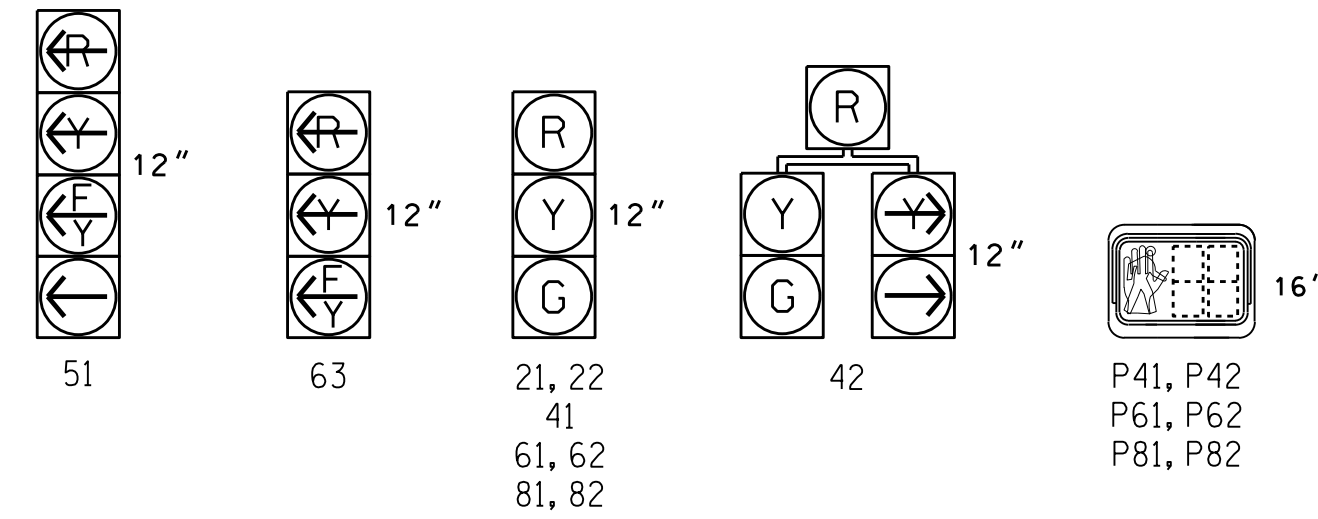 R
Y
F
Y
12"
51
R
Y
F
Y
12"
63
R
Y
G
12"
21, 22
41
61, 62
81, 82
R
Y Y
G
12"
42
16'
P41, P42
P61, P62
P81, P82